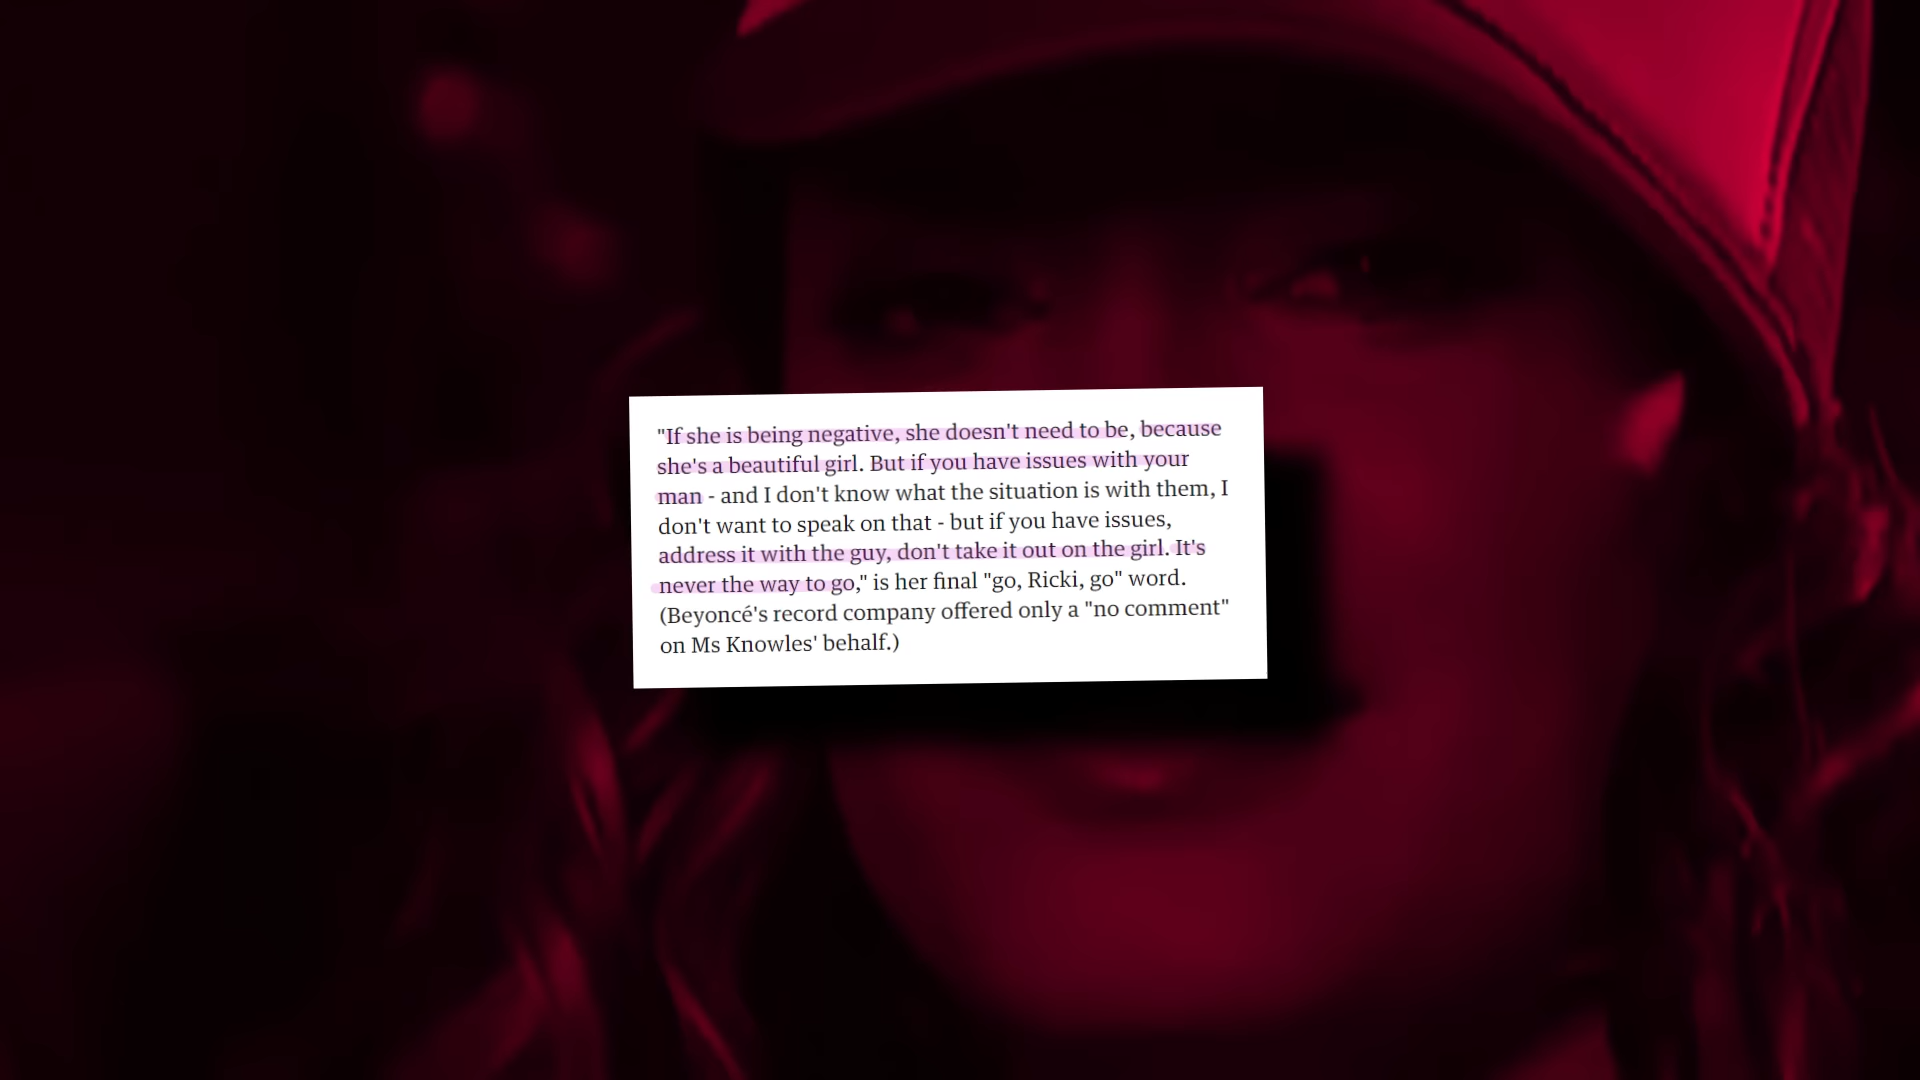 "If she is being negative, she doesn't need to be, because
she's a beautiful girl. But if you have issues with your
man - and I don't know what the situation is with them, I
don't want to speak on that - but if you have issues,
address it with the guy, don't take it out on the girl. It's
never the way to go," is her final "go, Ricki, go" word.
(Beyoncé's record company offered only a "no comment"
on Ms Knowles' behalf.)